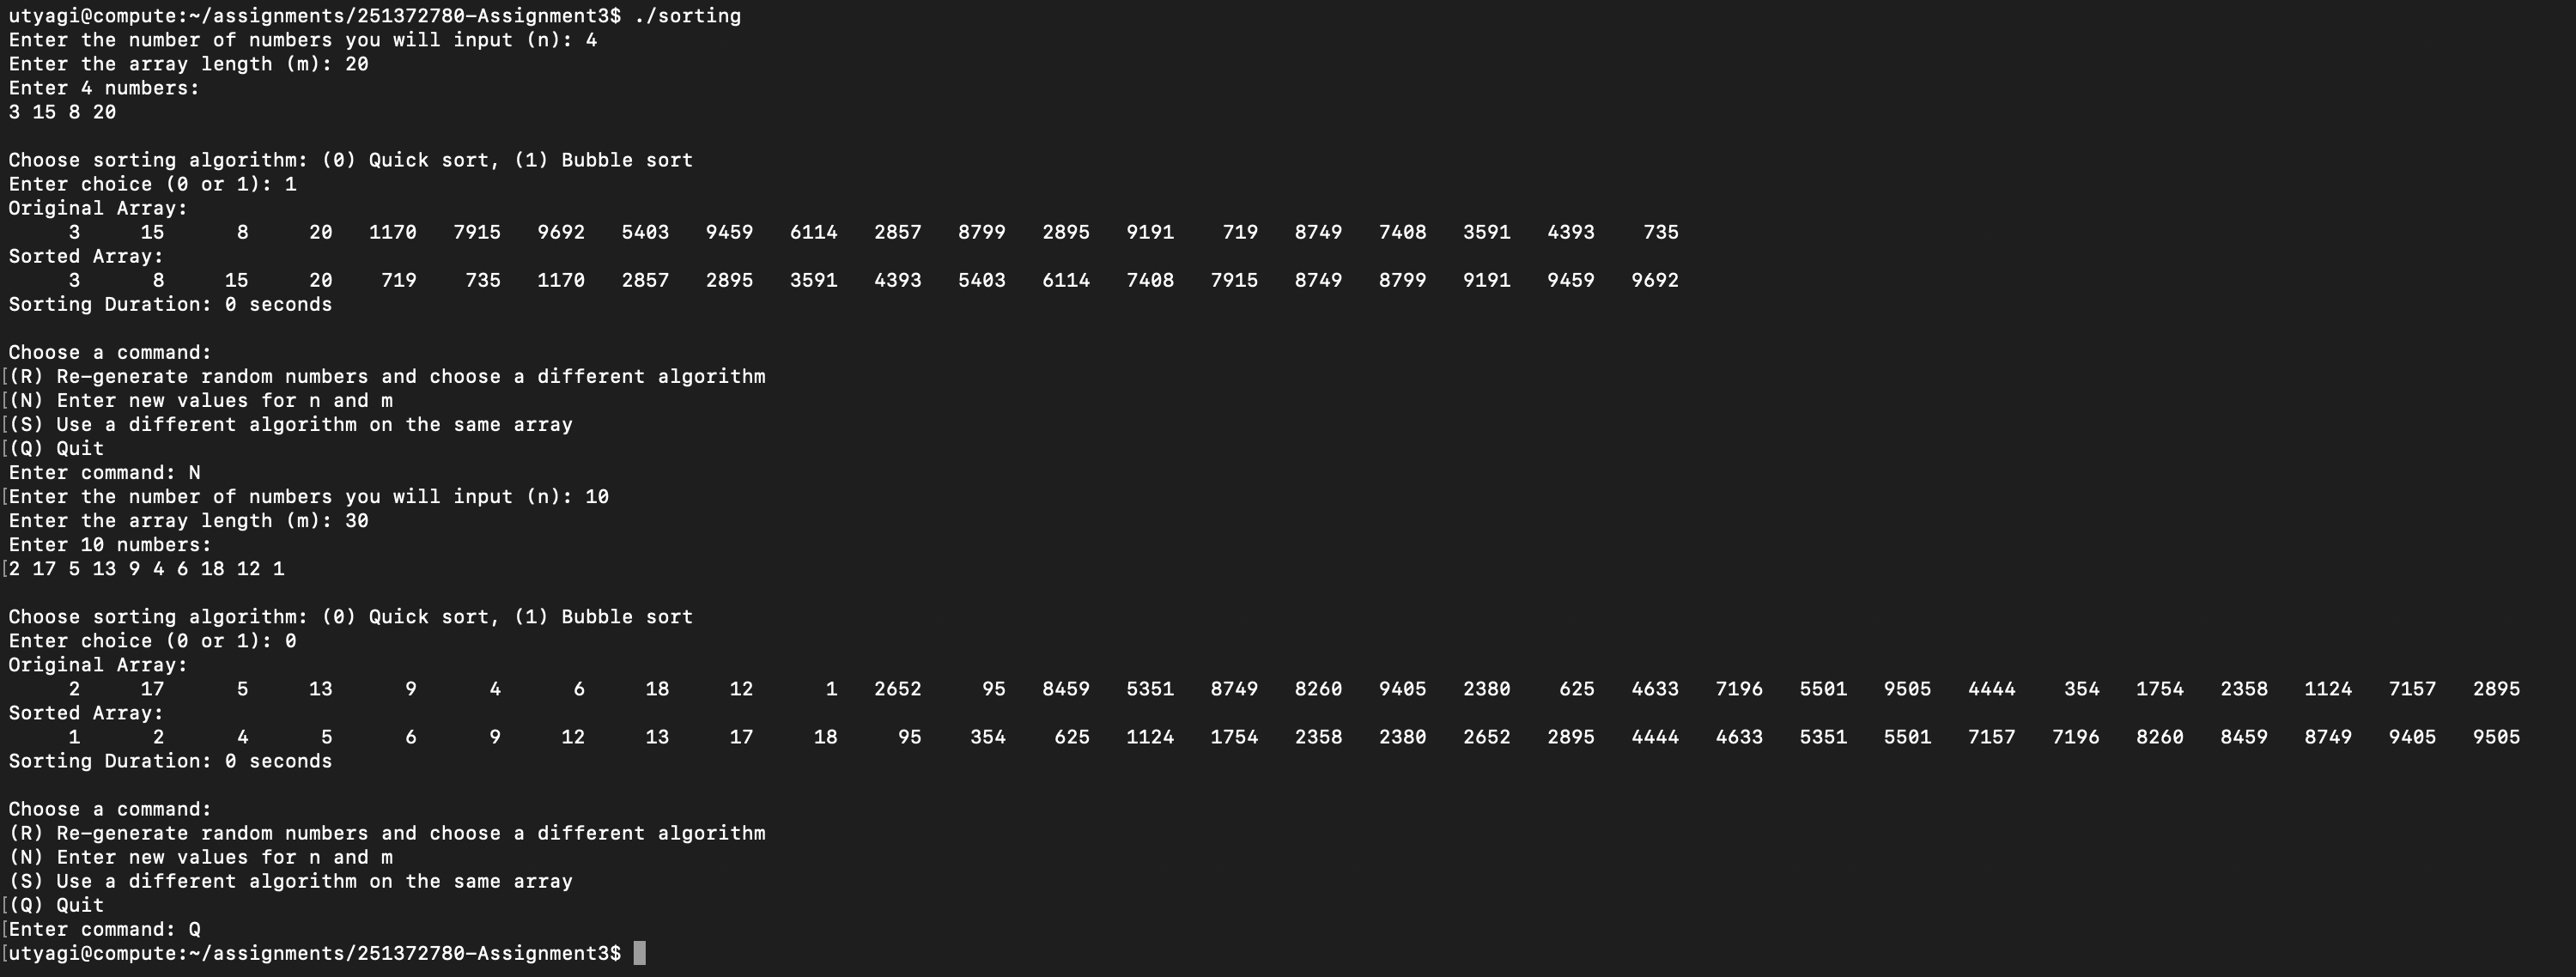 utyagi@compute:~/assignments/251372780-Assignment3$ ./sorting
Enter the number of numbers you will input (n): 4
Enter the array length (m): 20
Enter 4 numbers:
3 15 8 20
Choose sorting algorithm: (0) Quick sort, (1) Bubble sort
Enter choice (0 or 1): 1
Original Array:
3 15 8 20 1170 7915 9692 5403 9459 6114 2857 8799 2895 9191 719 8749 7408 3591 4393 735
Sorted Array:
3 8 15 20 719 735 1170 2857 2895 3591 4393 5403 6114 7408 7915 8749 8799 9191 9459 9692
Sorting Duration: 0 seconds
Choose a command:
[(R) Re-generate random numbers and choose a different algorithm
[(N) Enter new values for n and m
[(S) Use a different algorithm on the same array
[(Q) Quit
Enter command: N
[Enter the number of numbers you will input (n): 10
Enter the array length (m): 30
Enter 10 numbers:
[2 17 5 13 9 4 6 18 12 1
Choose sorting algorithm: (0) Quick sort, (1) Bubble sort
Enter choice (0 or 1): 0
Original Array:
2 17 5 13 9 4 6 18 12 1 2652 95 8459 5351 8749 8260 9405 2380 625 4633 7196 5501 9505 4444 354 1754 2358 1124 7157 2895
Sorted Array:
1 2 4 5 6 9 12 13 17 18 95 354 625 1124 1754 2358 2380 2652 2895 4444 4633 5351 5501 7157 7196 8260 8459 8749 9405 9505
Sorting Duration: 0 seconds
Choose a command:
(R) Re-generate random numbers and choose a different algorithm
(N) Enter new values for n and m
(S) Use a different algorithm on the same array
[(Q) Quit
[Enter command: Q
[utyagi@compute:~/assignments/251372780-Assignment3$